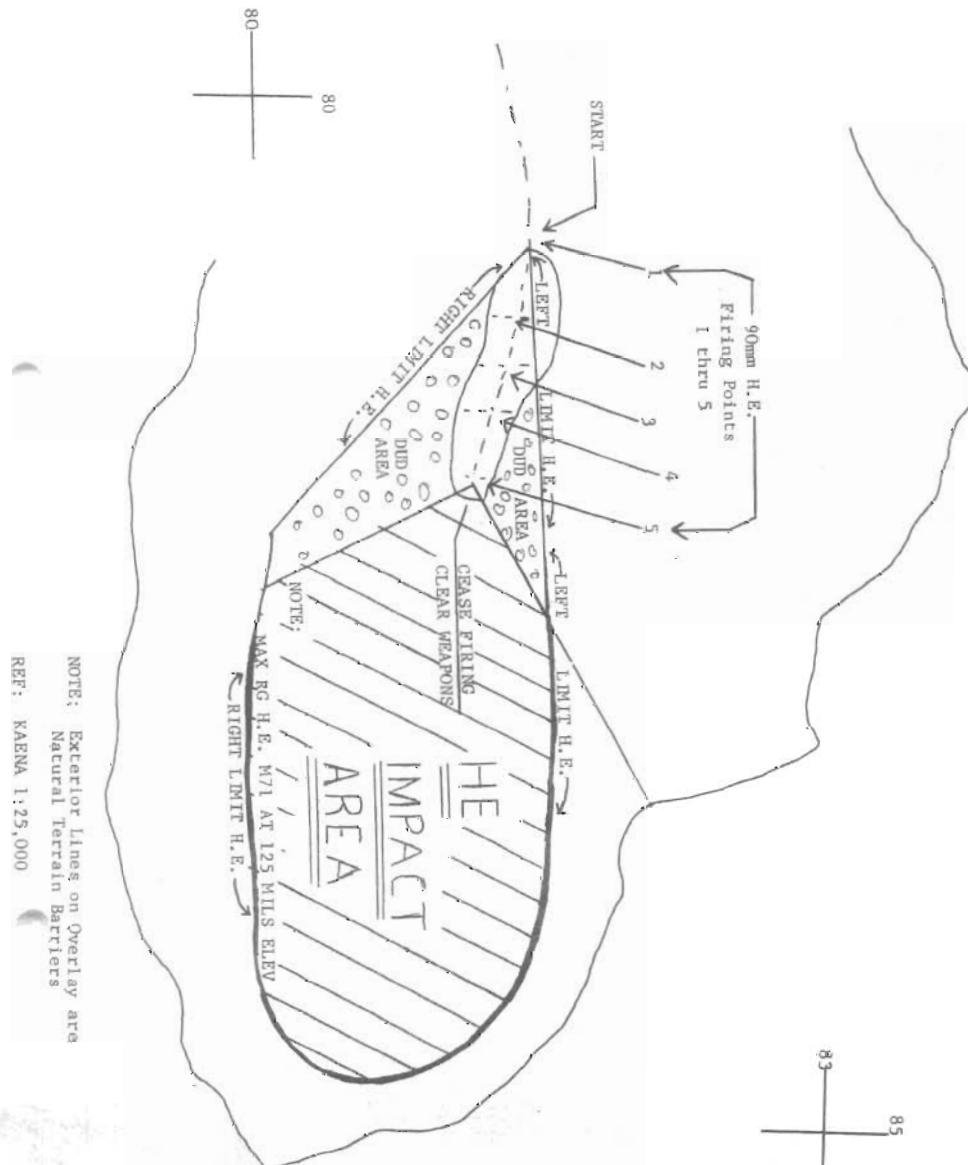 80
80
START
90mm H.E.
Firing Points
1 thru 5
1
2
3
4
5
LEFT
LIMIT H.E.
LEFT
LIMIT H.E.
RIGHT LIMIT H.E.
DUD
AREA
DUD
AREA
NOTE;
CEASE FIRING
CLEAR WEAPONS
HE
IMPACT
AREA
MAX RG H.E. M71 AT 125 MILS ELEV
RIGHT LIMIT H.E.
83
85
NOTE; Exterior Lines on Overlay are
Natural Terrain Barriers
REF: KAENA 1:25,000